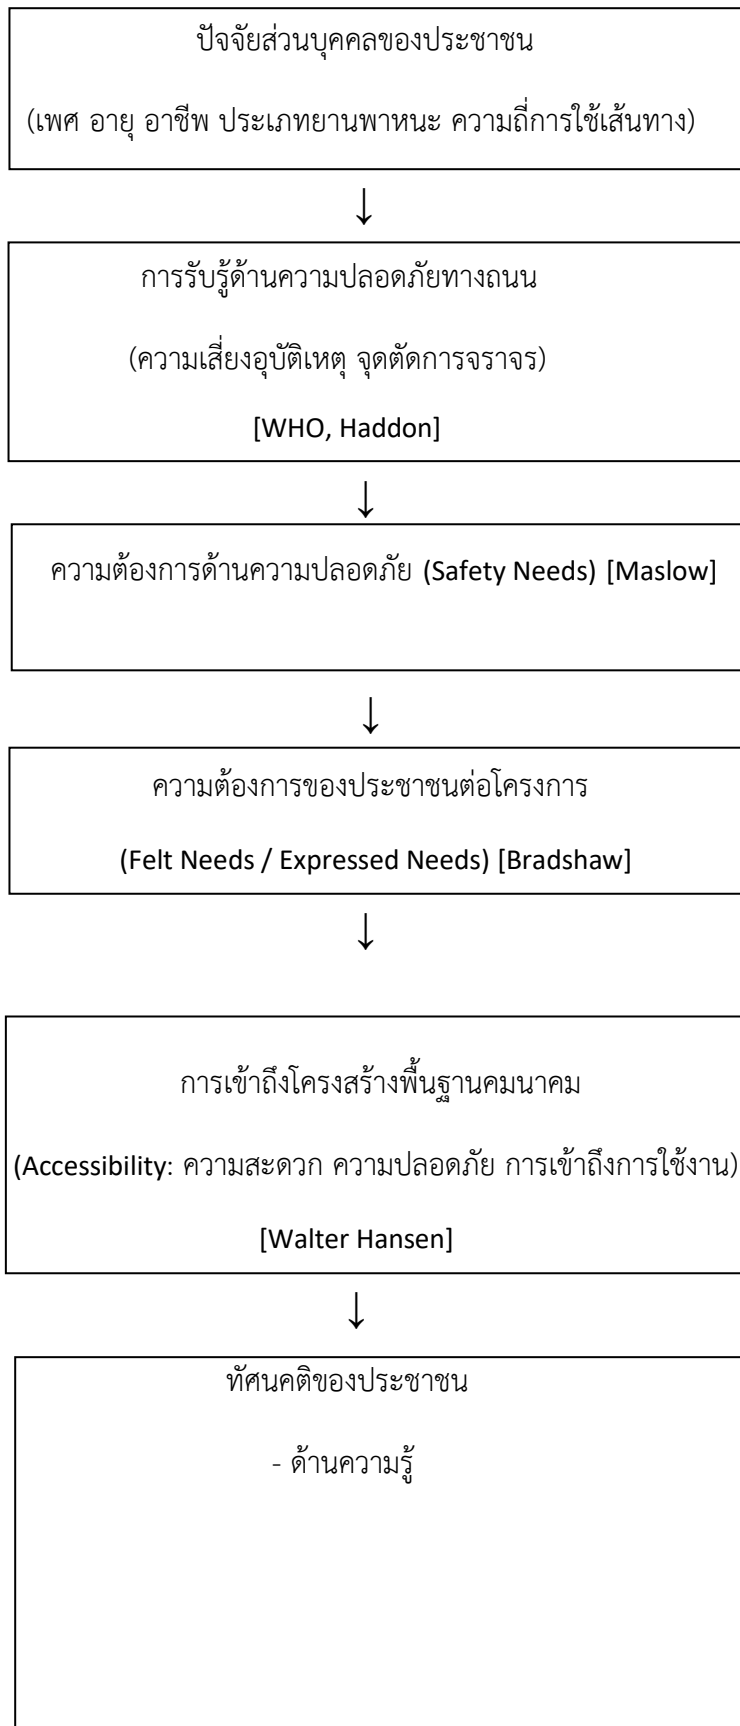 ปัจจัยส่วนบุคคลของประชาชน
(เพศ อายุ อาชีพ ประเภทยานพาหนะ ความถี่การใช้เส้นทาง)
↓
การรับรู้ด้านความปลอดภัยทางถนน
(ความเสี่ยงอุบัติเหตุ จุดตัดการจราจร)
[WHO, Haddon]
↓
ความต้องการด้านความปลอดภัย (Safety Needs) [Maslow]
↓
ความต้องการของประชาชนต่อโครงการ
(Felt Needs / Expressed Needs) [Bradshaw]
↓
การเข้าถึงโครงสร้างพื้นฐานคมนาคม
(Accessibility: ความสะดวก ความปลอดภัย การเข้าถึงการใช้งาน)
[Walter Hansen]
↓
ทัศนคติของประชาชน
- ด้านความรู้